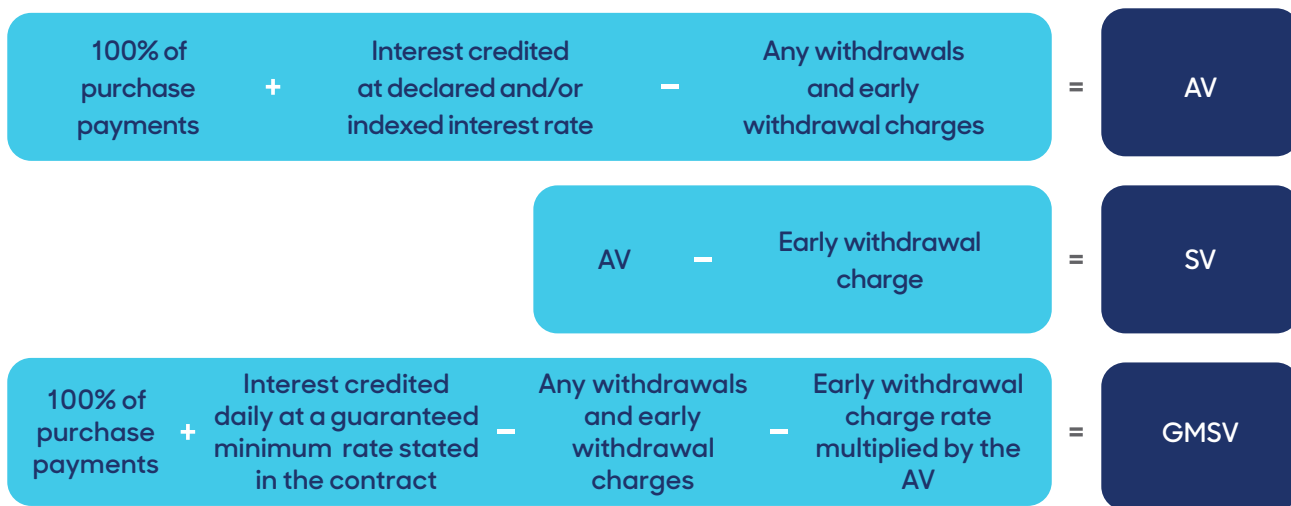 100% of
purchase
payments
+
Interest credited
at declared and/or
indexed interest rate
−
Any withdrawals
and early
withdrawal charges
=
AV
AV
−
Early withdrawal
charge
=
SV
100% of
purchase
payments
+
Interest credited
daily at a guaranteed
minimum rate stated
in the contract
−
Any withdrawals
and early
withdrawal
charges
−
Early withdrawal
charge rate
multiplied by the
AV
=
GMSV